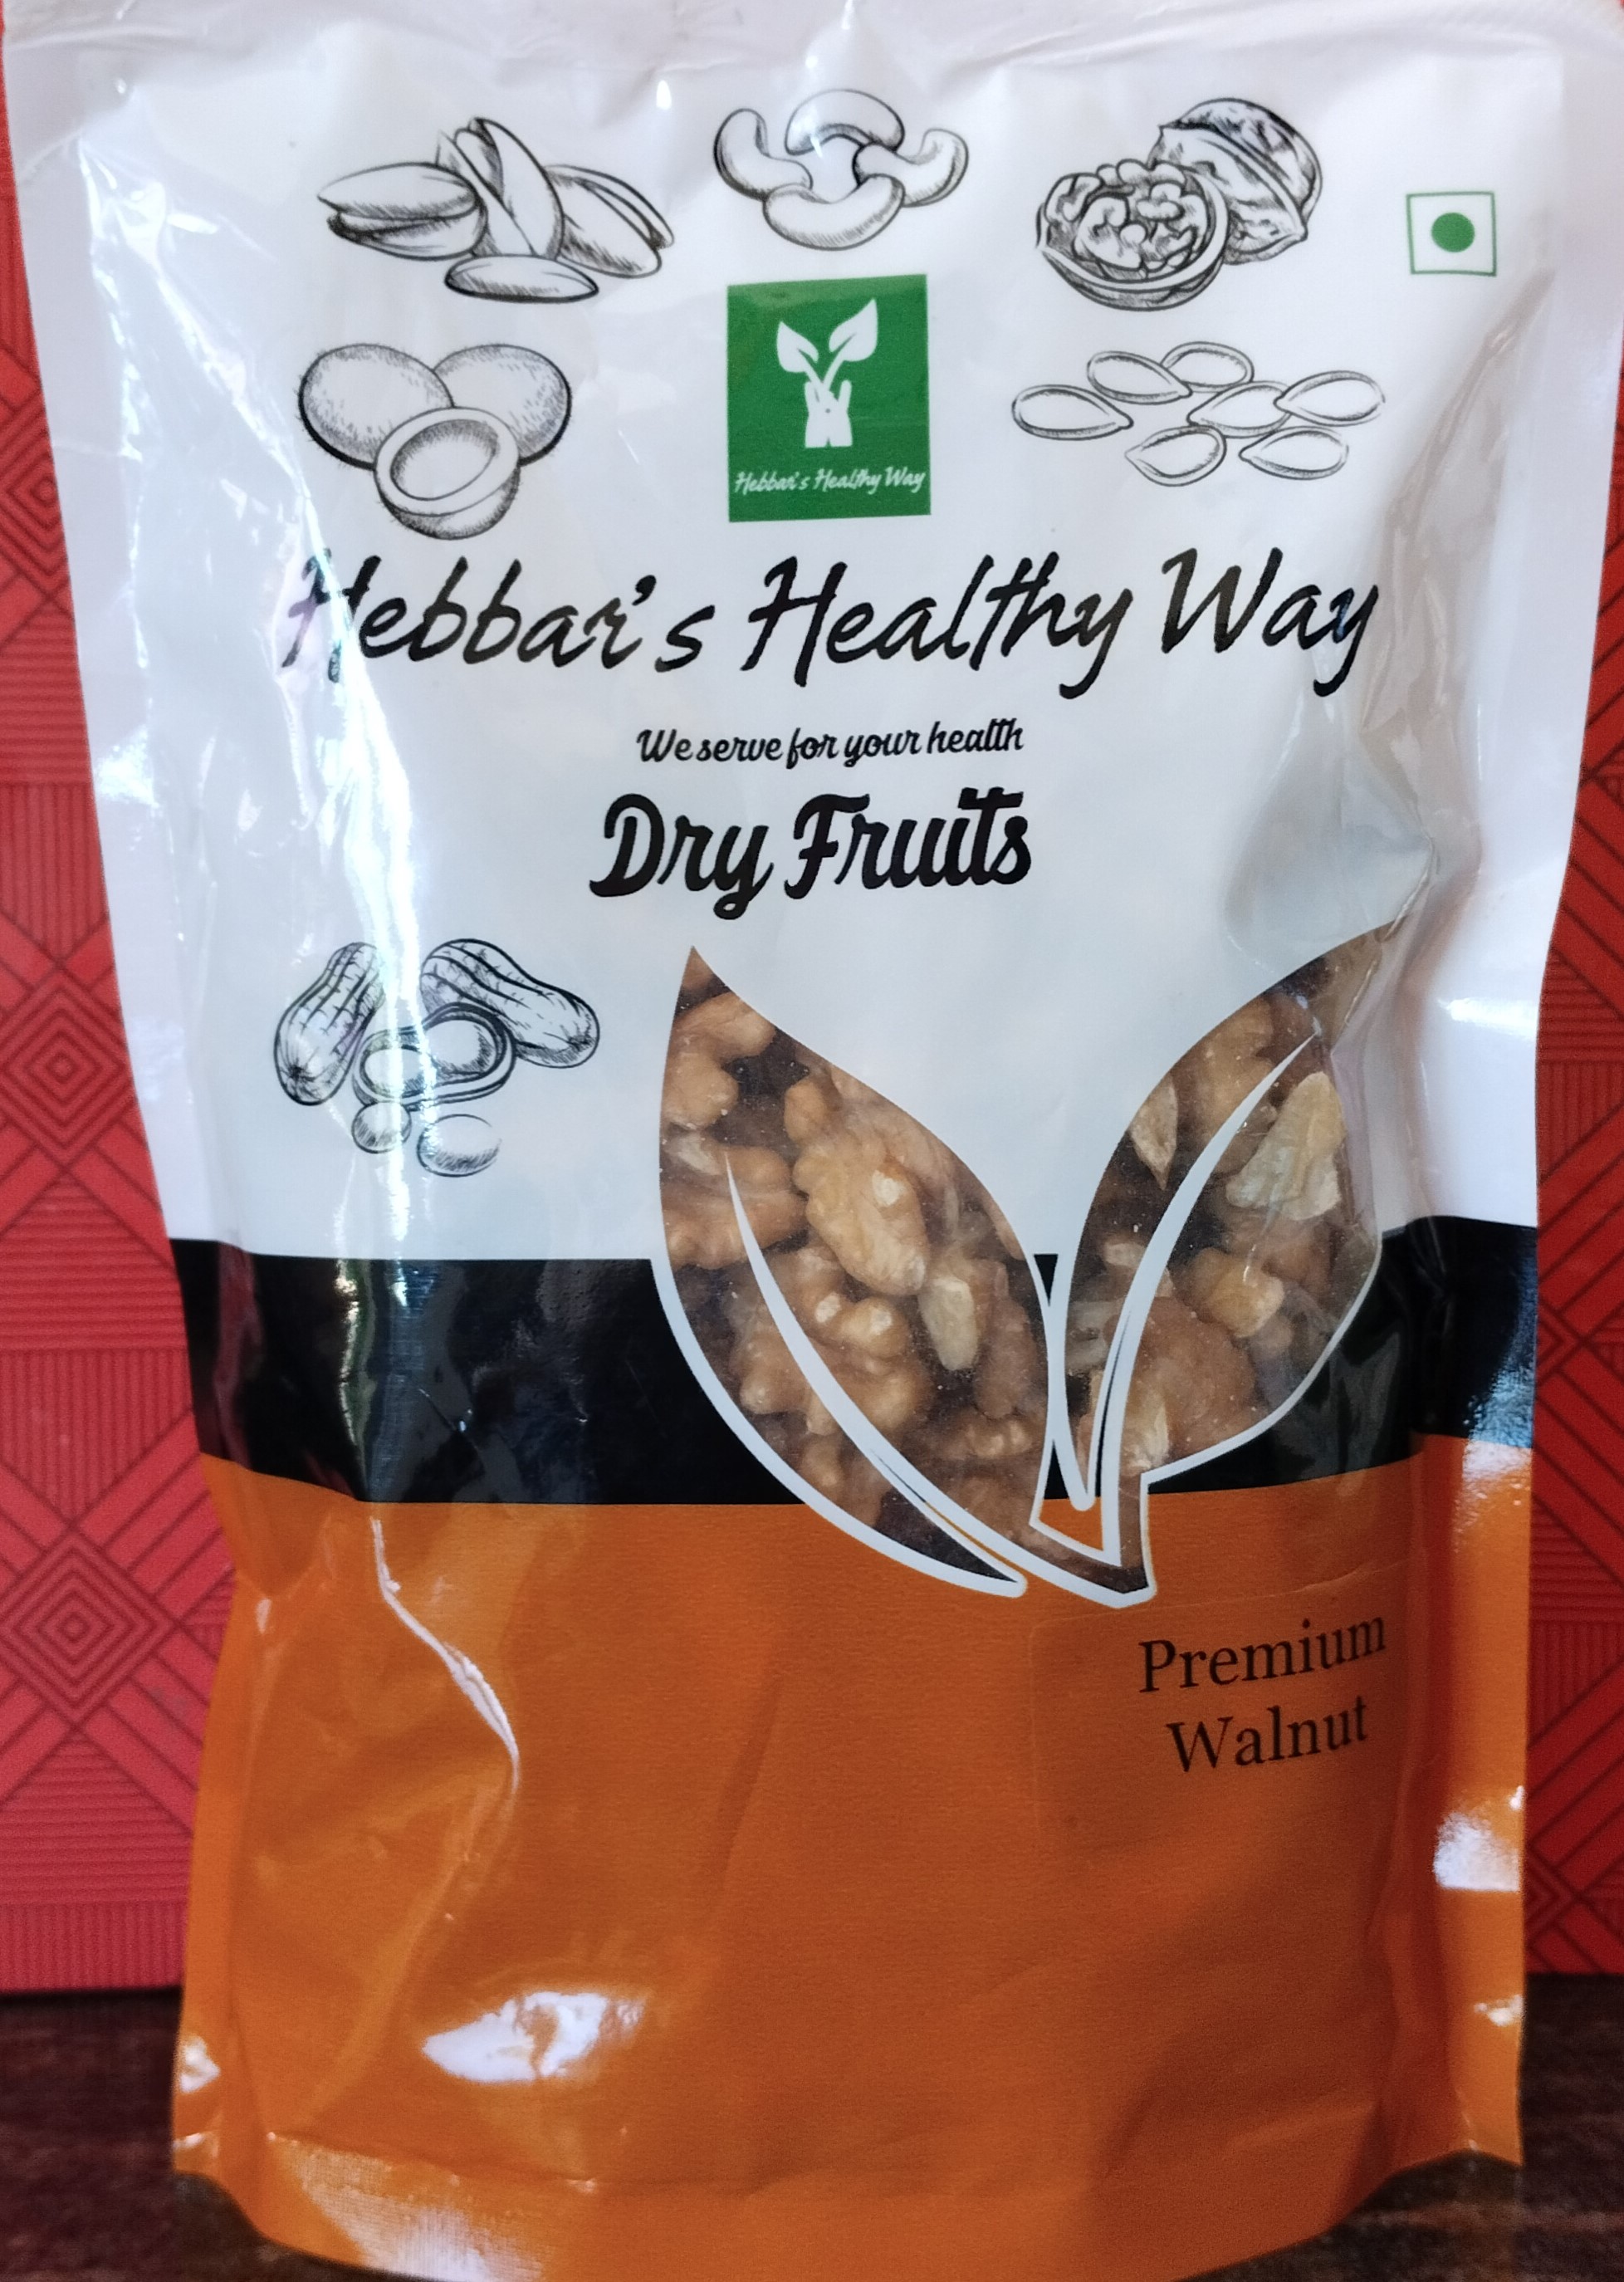 Hebbar's Healthy Way
Hebbar's Healthy Way
We serve for your health
Dry Fruits
Premium
Walnut